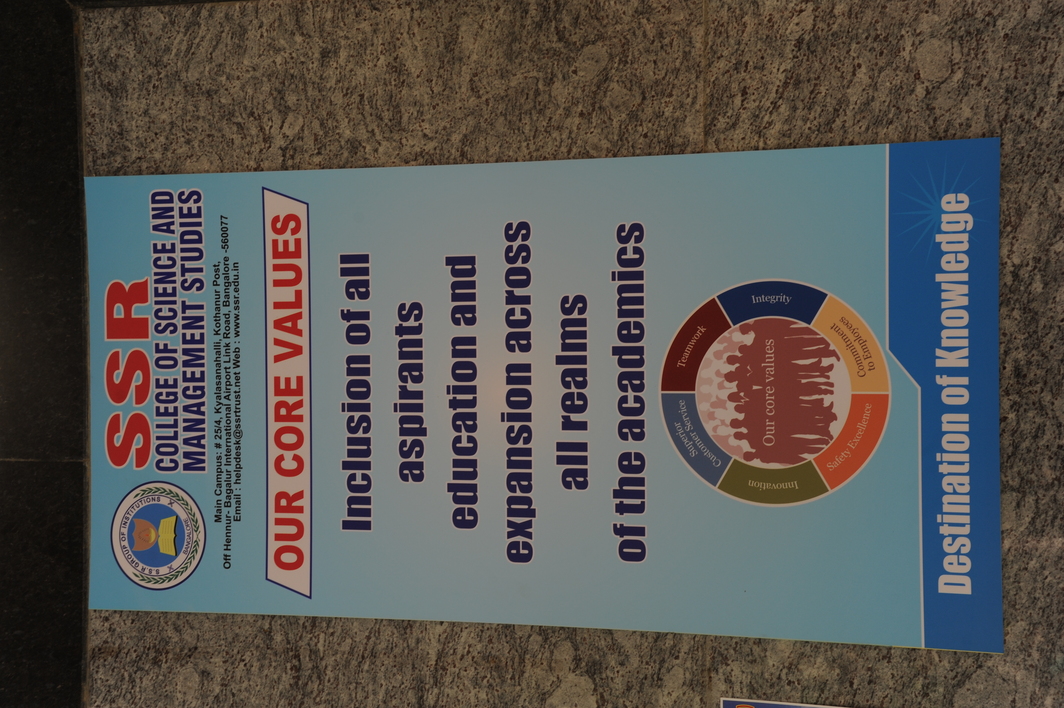 S.S.R GROUP OF INSTITUTIONS
BANGALORE
SSR
COLLEGE OF SCIENCE AND
MANAGEMENT STUDIES
Main Campus: # 25/4, Kyalasanahalli, Kothanur Post,
Off Hennur- Bagalur International Airport Link Road, Bangalore -560077
Email : helpdesk@ssrtrust.net Web : www.ssr.edu.in
OUR CORE VALUES
Inclusion of all
aspirants
education and
expansion across
all realms
of the academics
Superior
Customer Service
Teamwork
Innovation
Our core values
Integrity
Safety Excellence
Commitment
to Employees
Destination of Knowledge